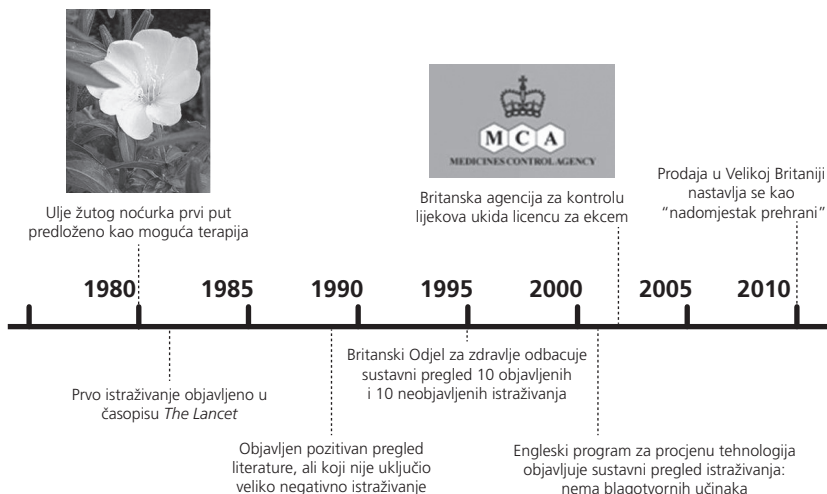 MCA
MEDICINES CONTROL AGENCY
Ulje žutog noćurka prvi put
predloženo kao moguća terapija
Britanska agencija za kontrolu
lijekova ukida licencu za ekcem
Prodaja u Velikoj Britaniji
nastavlja se kao
“nadomjestak prehrani”
1980 1985 1990 1995 2000 2005 2010
Prvo istraživanje objavljeno u
časopisu The Lancet
Objavljen pozitivan pregled
literature, ali koji nije uključio
veliko negativno istraživanje
Britanski Odjel za zdravlje odbacuje
sustavni pregled 10 objavljenih
i 10 neobjavljenih istraživanja
Engleski program za procjenu tehnologija
objavljuje sustavni pregled istraživanja:
nema blagotvornih učinaka